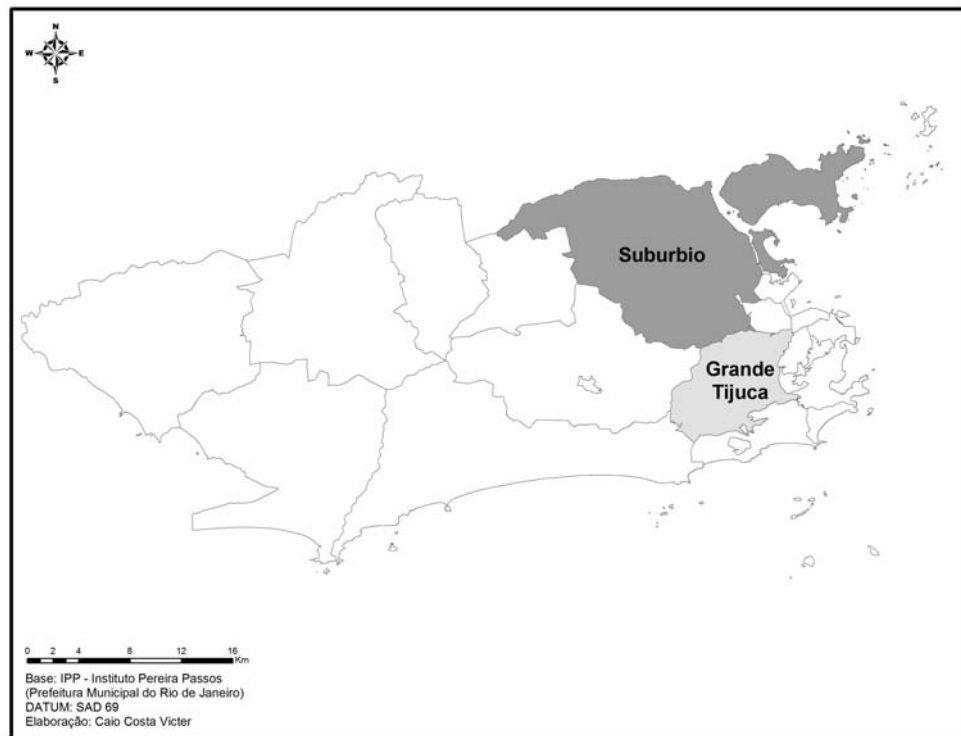 N
W E
S
Suburbio
Grande
Tijuca
0 2 4 8 12 16
Km
Base: IPP - Instituto Pereira Passos
(Prefeitura Municipal do Rio de Janeiro)
DATUM: SAD 69
Elaboração: Caio Costa Victer